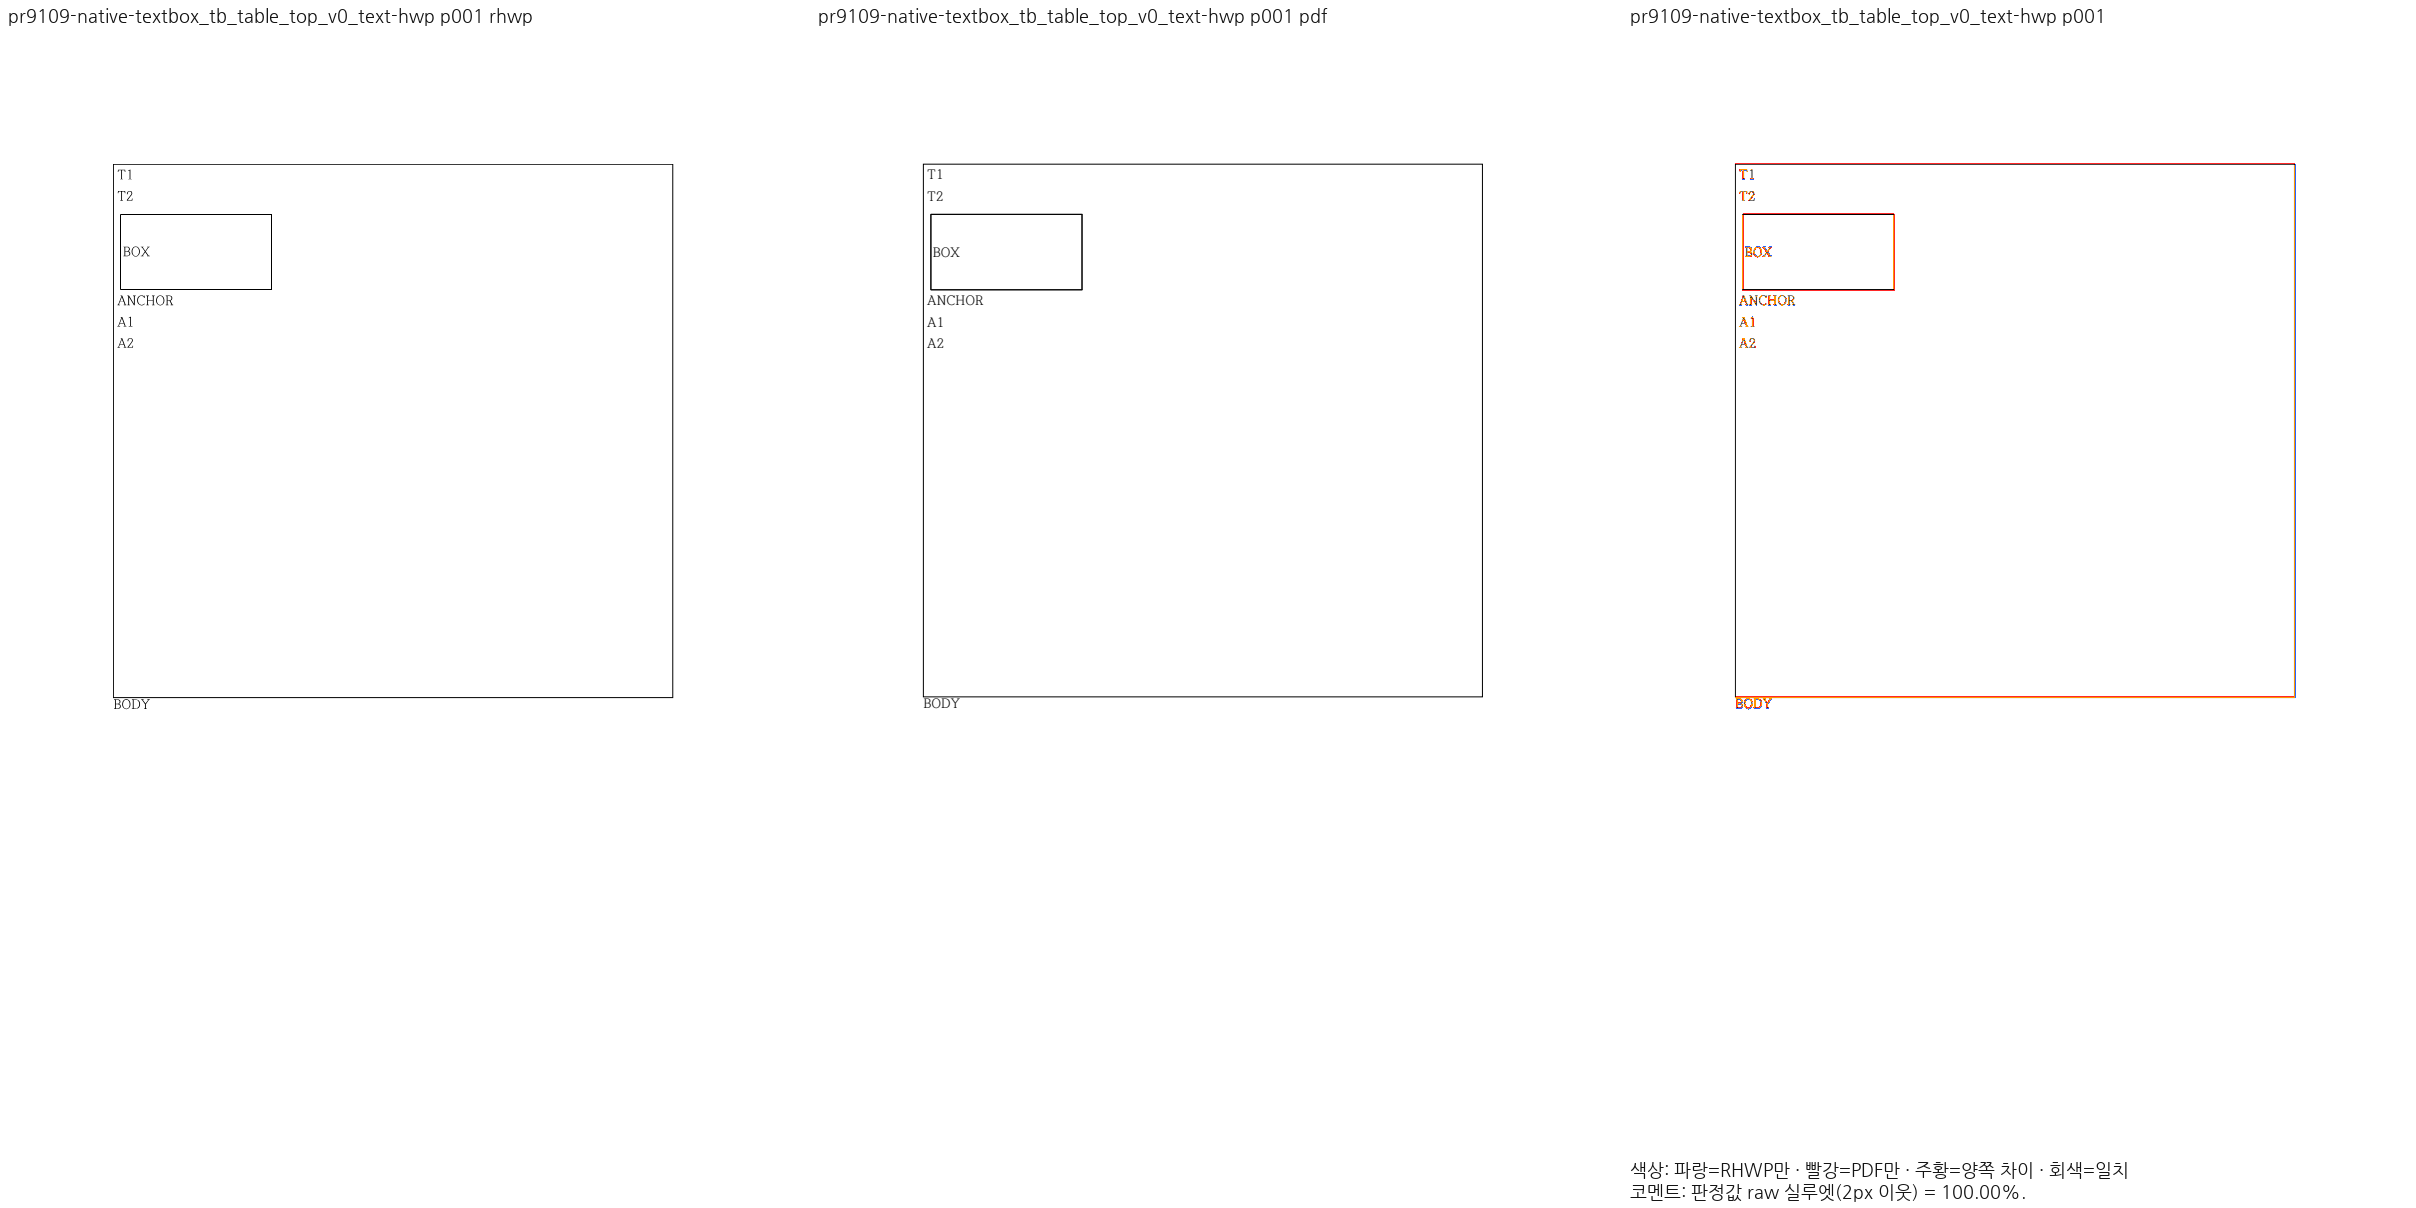 pr9109-native-textbox_tb_table_top_v0_text-hwp p001 rhwp
T1
T2
BOX
ANCHOR
A1
A2
BODY
pr9109-native-textbox_tb_table_top_v0_text-hwp p001 pdf
T1
T2
BOX
ANCHOR
A1
A2
BODY
pr9109-native-textbox_tb_table_top_v0_text-hwp p001
T1
T2
BOX
ANCHOR
A1
A2
BODY
색상: 파랑=RHWP만 · 빨강=PDF만 · 주황=양쪽 차이 · 회색=일치
코멘트: 판정값 raw 실루엣(2px 이웃) = 100.00%.